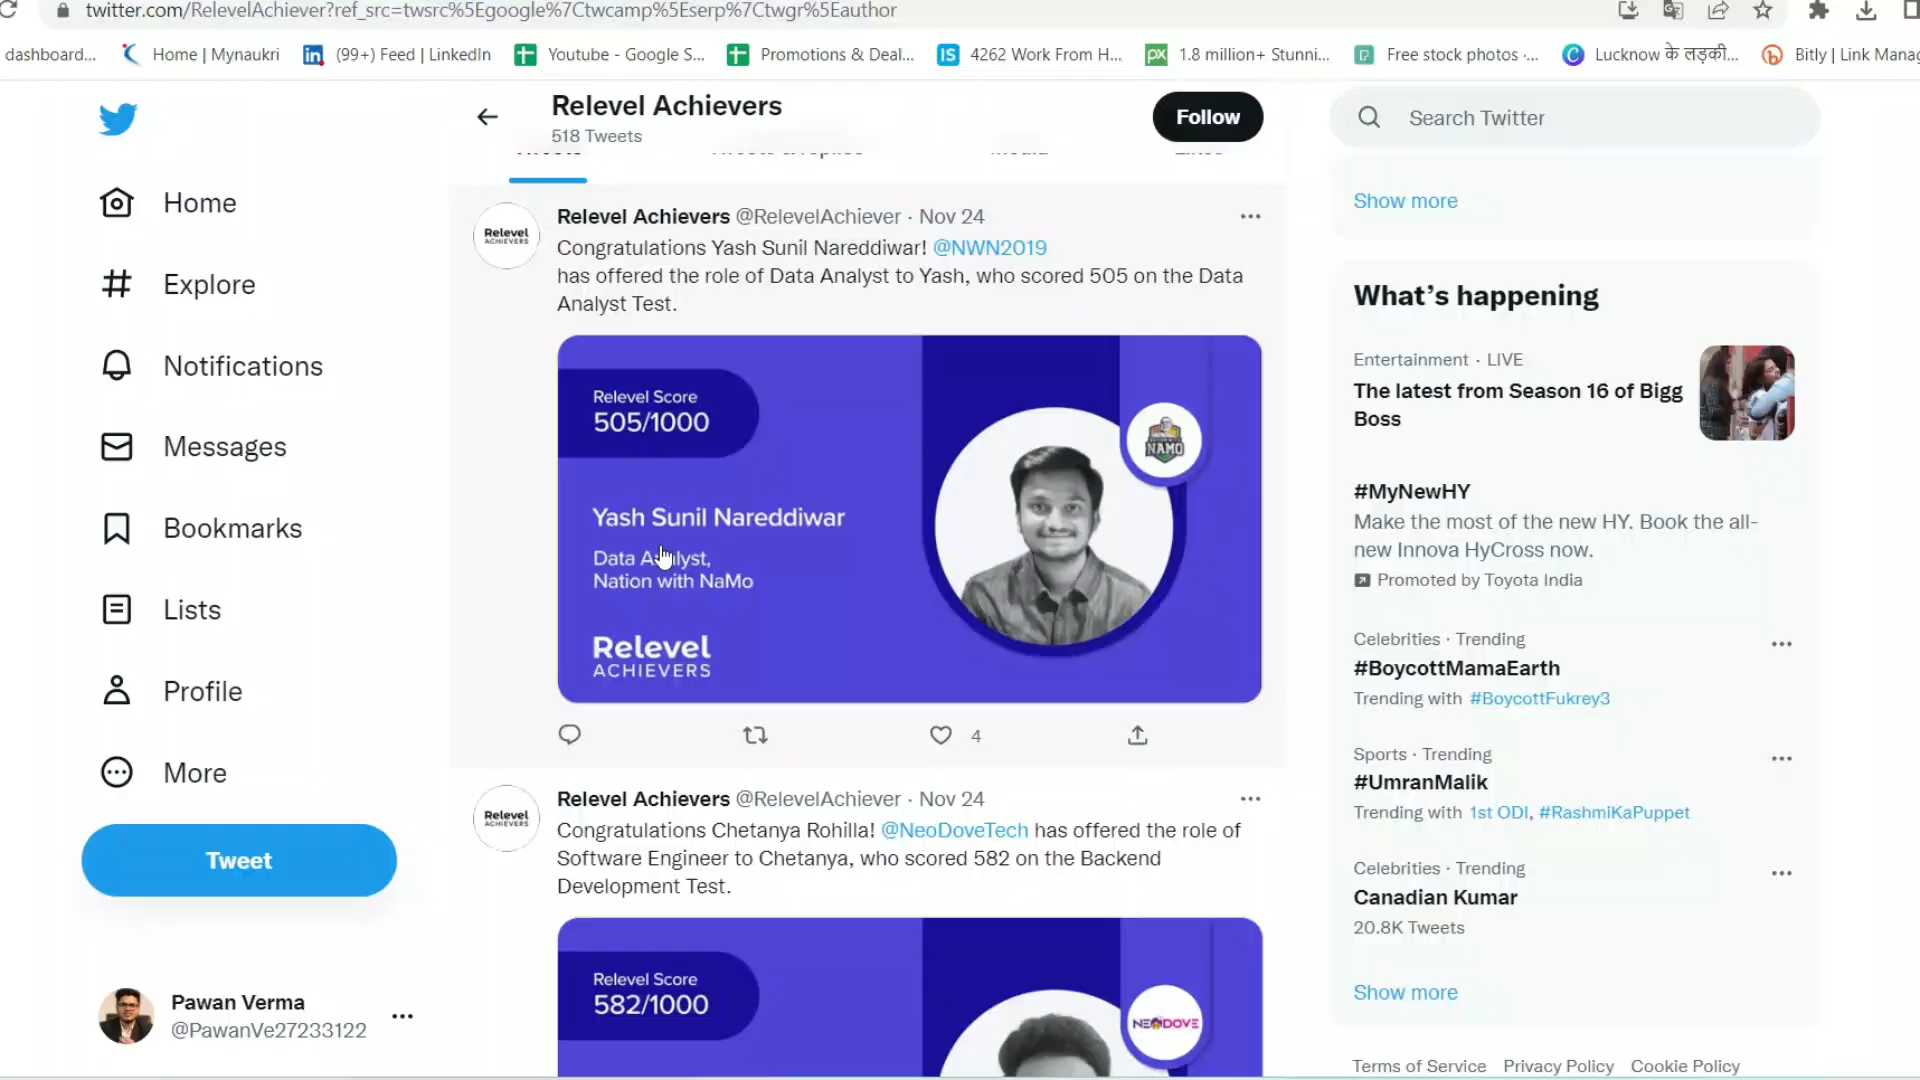 twitter.com/RelevelAchiever?ref_src=twsrc%5Egoogle%7Ctwcamp%5Eserp%7Ctwgr%5Eauthor
dashboard... Home | Mynaukri (99+) Feed | LinkedIn Youtube - Google S... Promotions & Deal... 4262 Work From H... 1.8 million+ Stunni... Free stock photos ·... Lucknow के लड़की... Bitly | Link Manag
Relevel Achievers
518 Tweets
Follow
Search Twitter
Home
Explore
Notifications
Messages
Bookmarks
Lists
Profile
More
Tweet
Pawan Verma
@PawanVe27233122
Relevel Achievers @RelevelAchiever · Nov 24
Congratulations Yash Sunil Nareddiwar! @NWN2019
has offered the role of Data Analyst to Yash, who scored 505 on the Data
Analyst Test.
Relevel
ACHIEVERS
Relevel Score
505/1000
NAMO
Yash Sunil Nareddiwar
Data Analyst,
Nation with NaMo
Relevel
ACHIEVERS
4
Relevel Achievers @RelevelAchiever · Nov 24
Congratulations Chetanya Rohilla! @NeoDoveTech has offered the role of
Software Engineer to Chetanya, who scored 582 on the Backend
Development Test.
Relevel
ACHIEVERS
Relevel Score
582/1000
NEODOVE
Show more
What's happening
Entertainment · LIVE
The latest from Season 16 of Bigg
Boss
#MyNewHY
Make the most of the new HY. Book the all-
new Innova HyCross now.
Promoted by Toyota India
Celebrities · Trending
#BoycottMamaEarth
Trending with #BoycottFukrey3
Sports · Trending
#UmranMalik
Trending with 1st ODI, #RashmiKaPuppet
Celebrities · Trending
Canadian Kumar
20.8K Tweets
Show more
Terms of Service Privacy Policy Cookie Policy